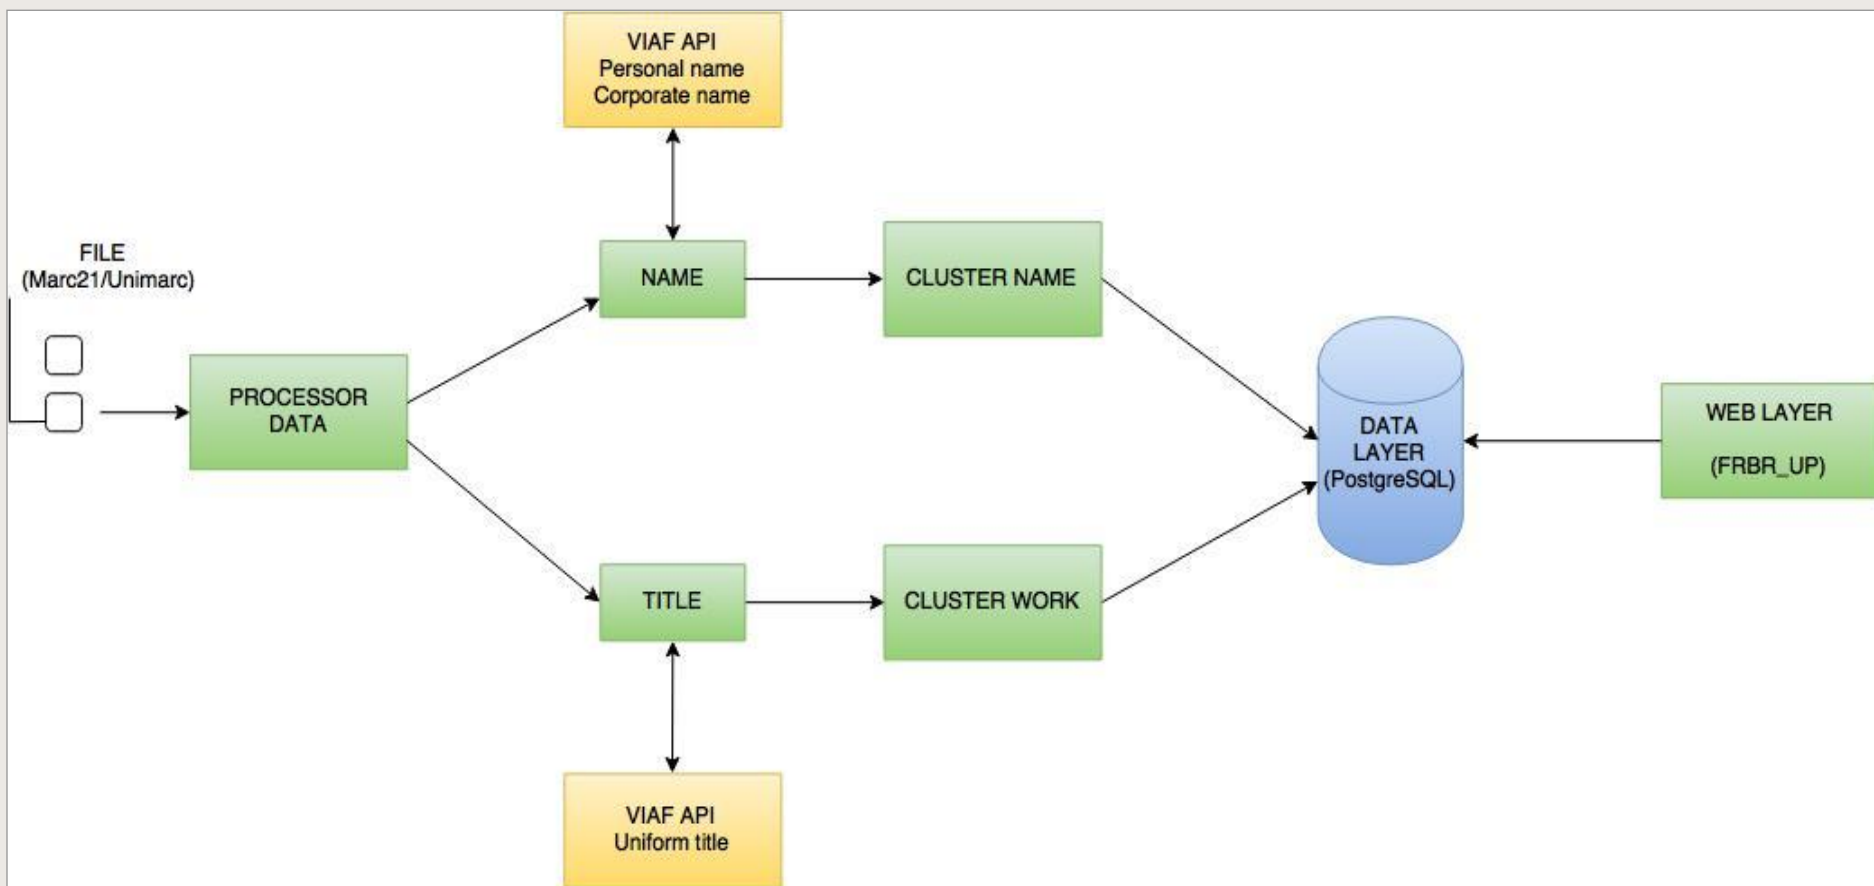 VIAF API
Personal name
Corporate name
FILE
(Marc21/Unimarc)
NAME
CLUSTER NAME
PROCESSOR
DATA
DATA
LAYER
(PostgreSQL)
WEB LAYER
(FRBR_UP)
TITLE
CLUSTER WORK
VIAF API
Uniform title